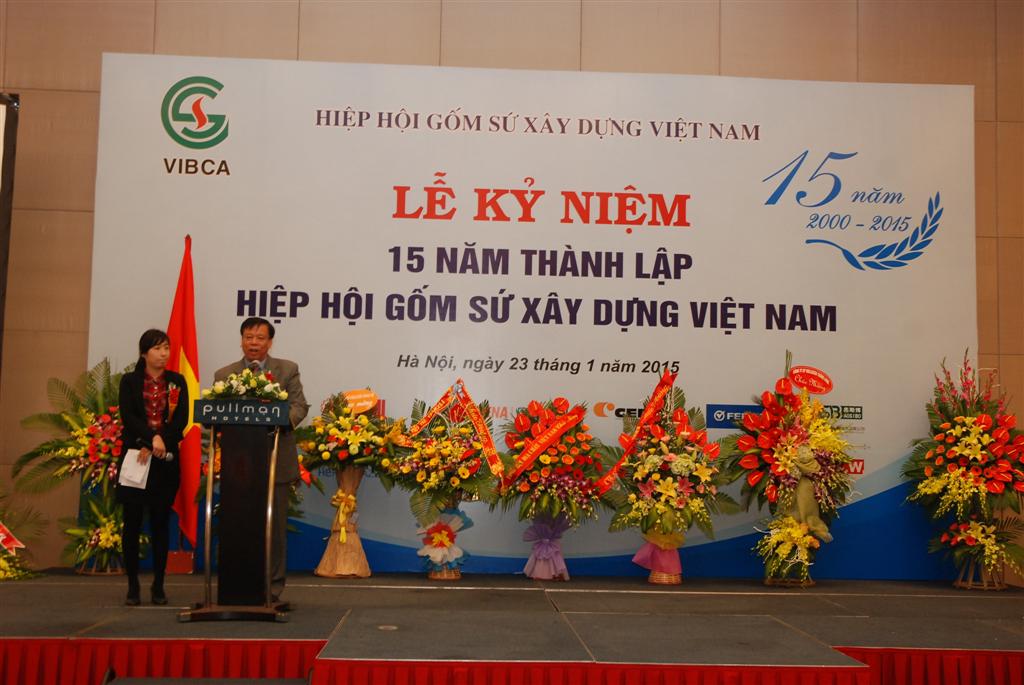 HIỆP HỘI GỐM SỨ XÂY DỰNG VIỆT NAM
VIBCA
15 năm
2000 - 2015
LỄ KỶ NIỆM
15 NĂM THÀNH LẬP
HIỆP HỘI GỐM SỨ XÂY DỰNG VIỆT NAM
Hà Nội, ngày 23 tháng 1 năm 2015
pullman
HOTELS